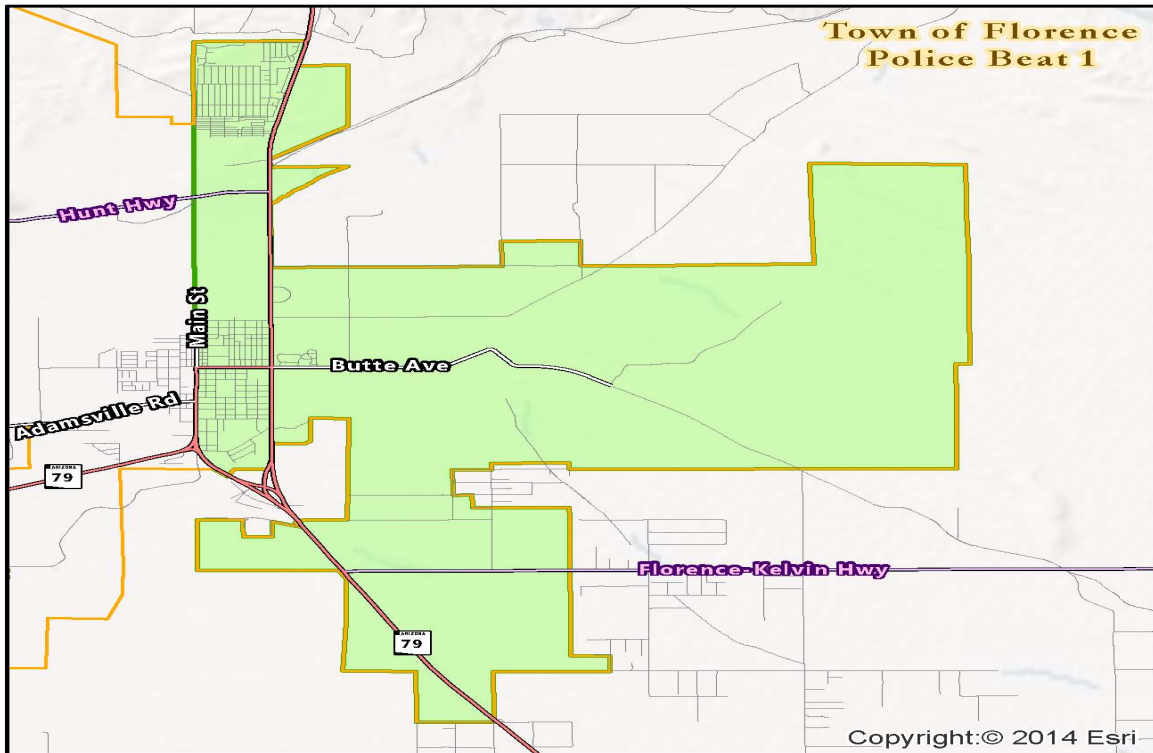 Town of Florence
Police Beat 1
Hunt Hwy
Main St
Butte Ave
Adamsville Rd
ARIZONA
79
Florence-Kelvin Hwy
ARIZONA
79
Copyright:© 2014 Esri